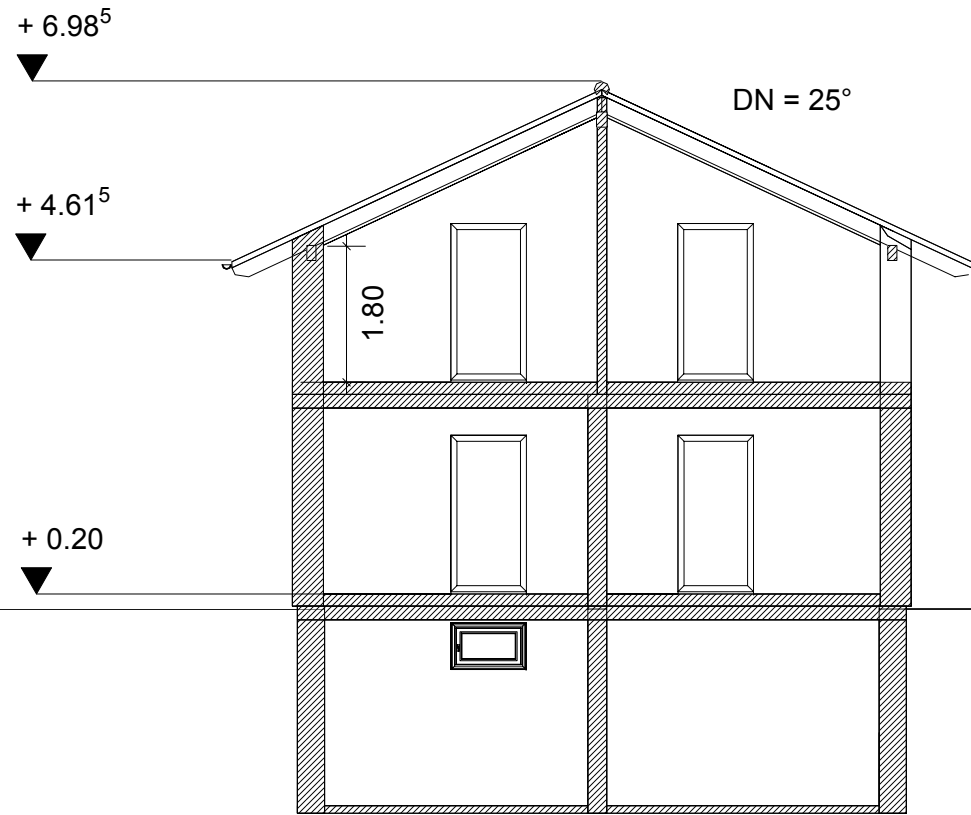 + 6.98⁵
DN = 25°
+ 4.61⁵
1.80
+ 0.20